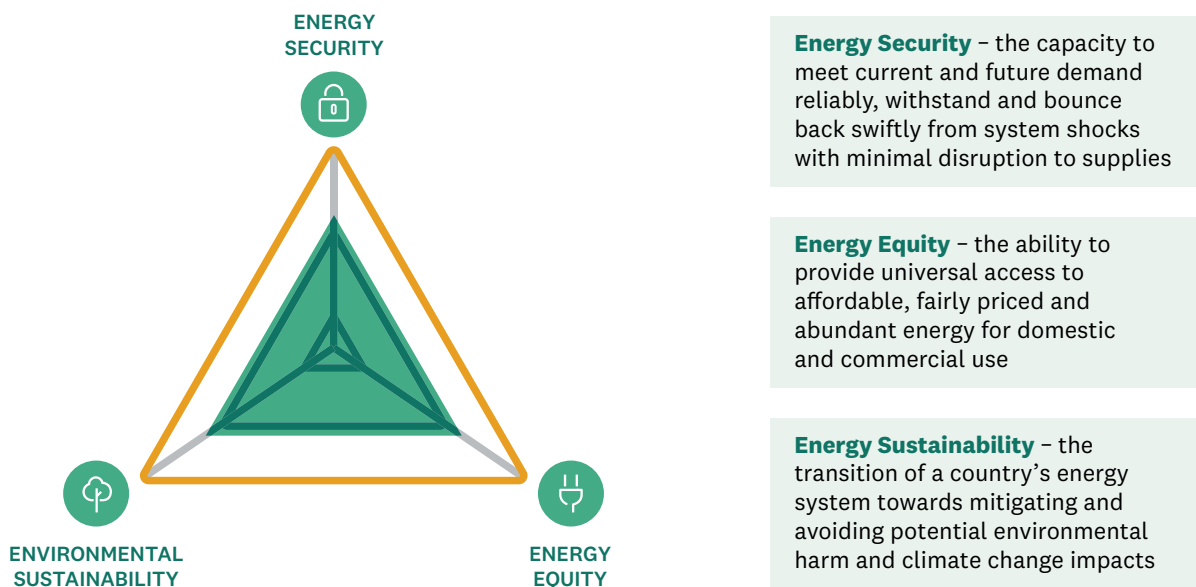 ENERGY
SECURITY
ENVIRONMENTAL
SUSTAINABILITY
ENERGY
EQUITY
Energy Security – the capacity to
meet current and future demand
reliably, withstand and bounce
back swiftly from system shocks
with minimal disruption to supplies
Energy Equity – the ability to
provide universal access to
affordable, fairly priced and
abundant energy for domestic
and commercial use
Energy Sustainability – the
transition of a country’s energy
system towards mitigating and
avoiding potential environmental
harm and climate change impacts